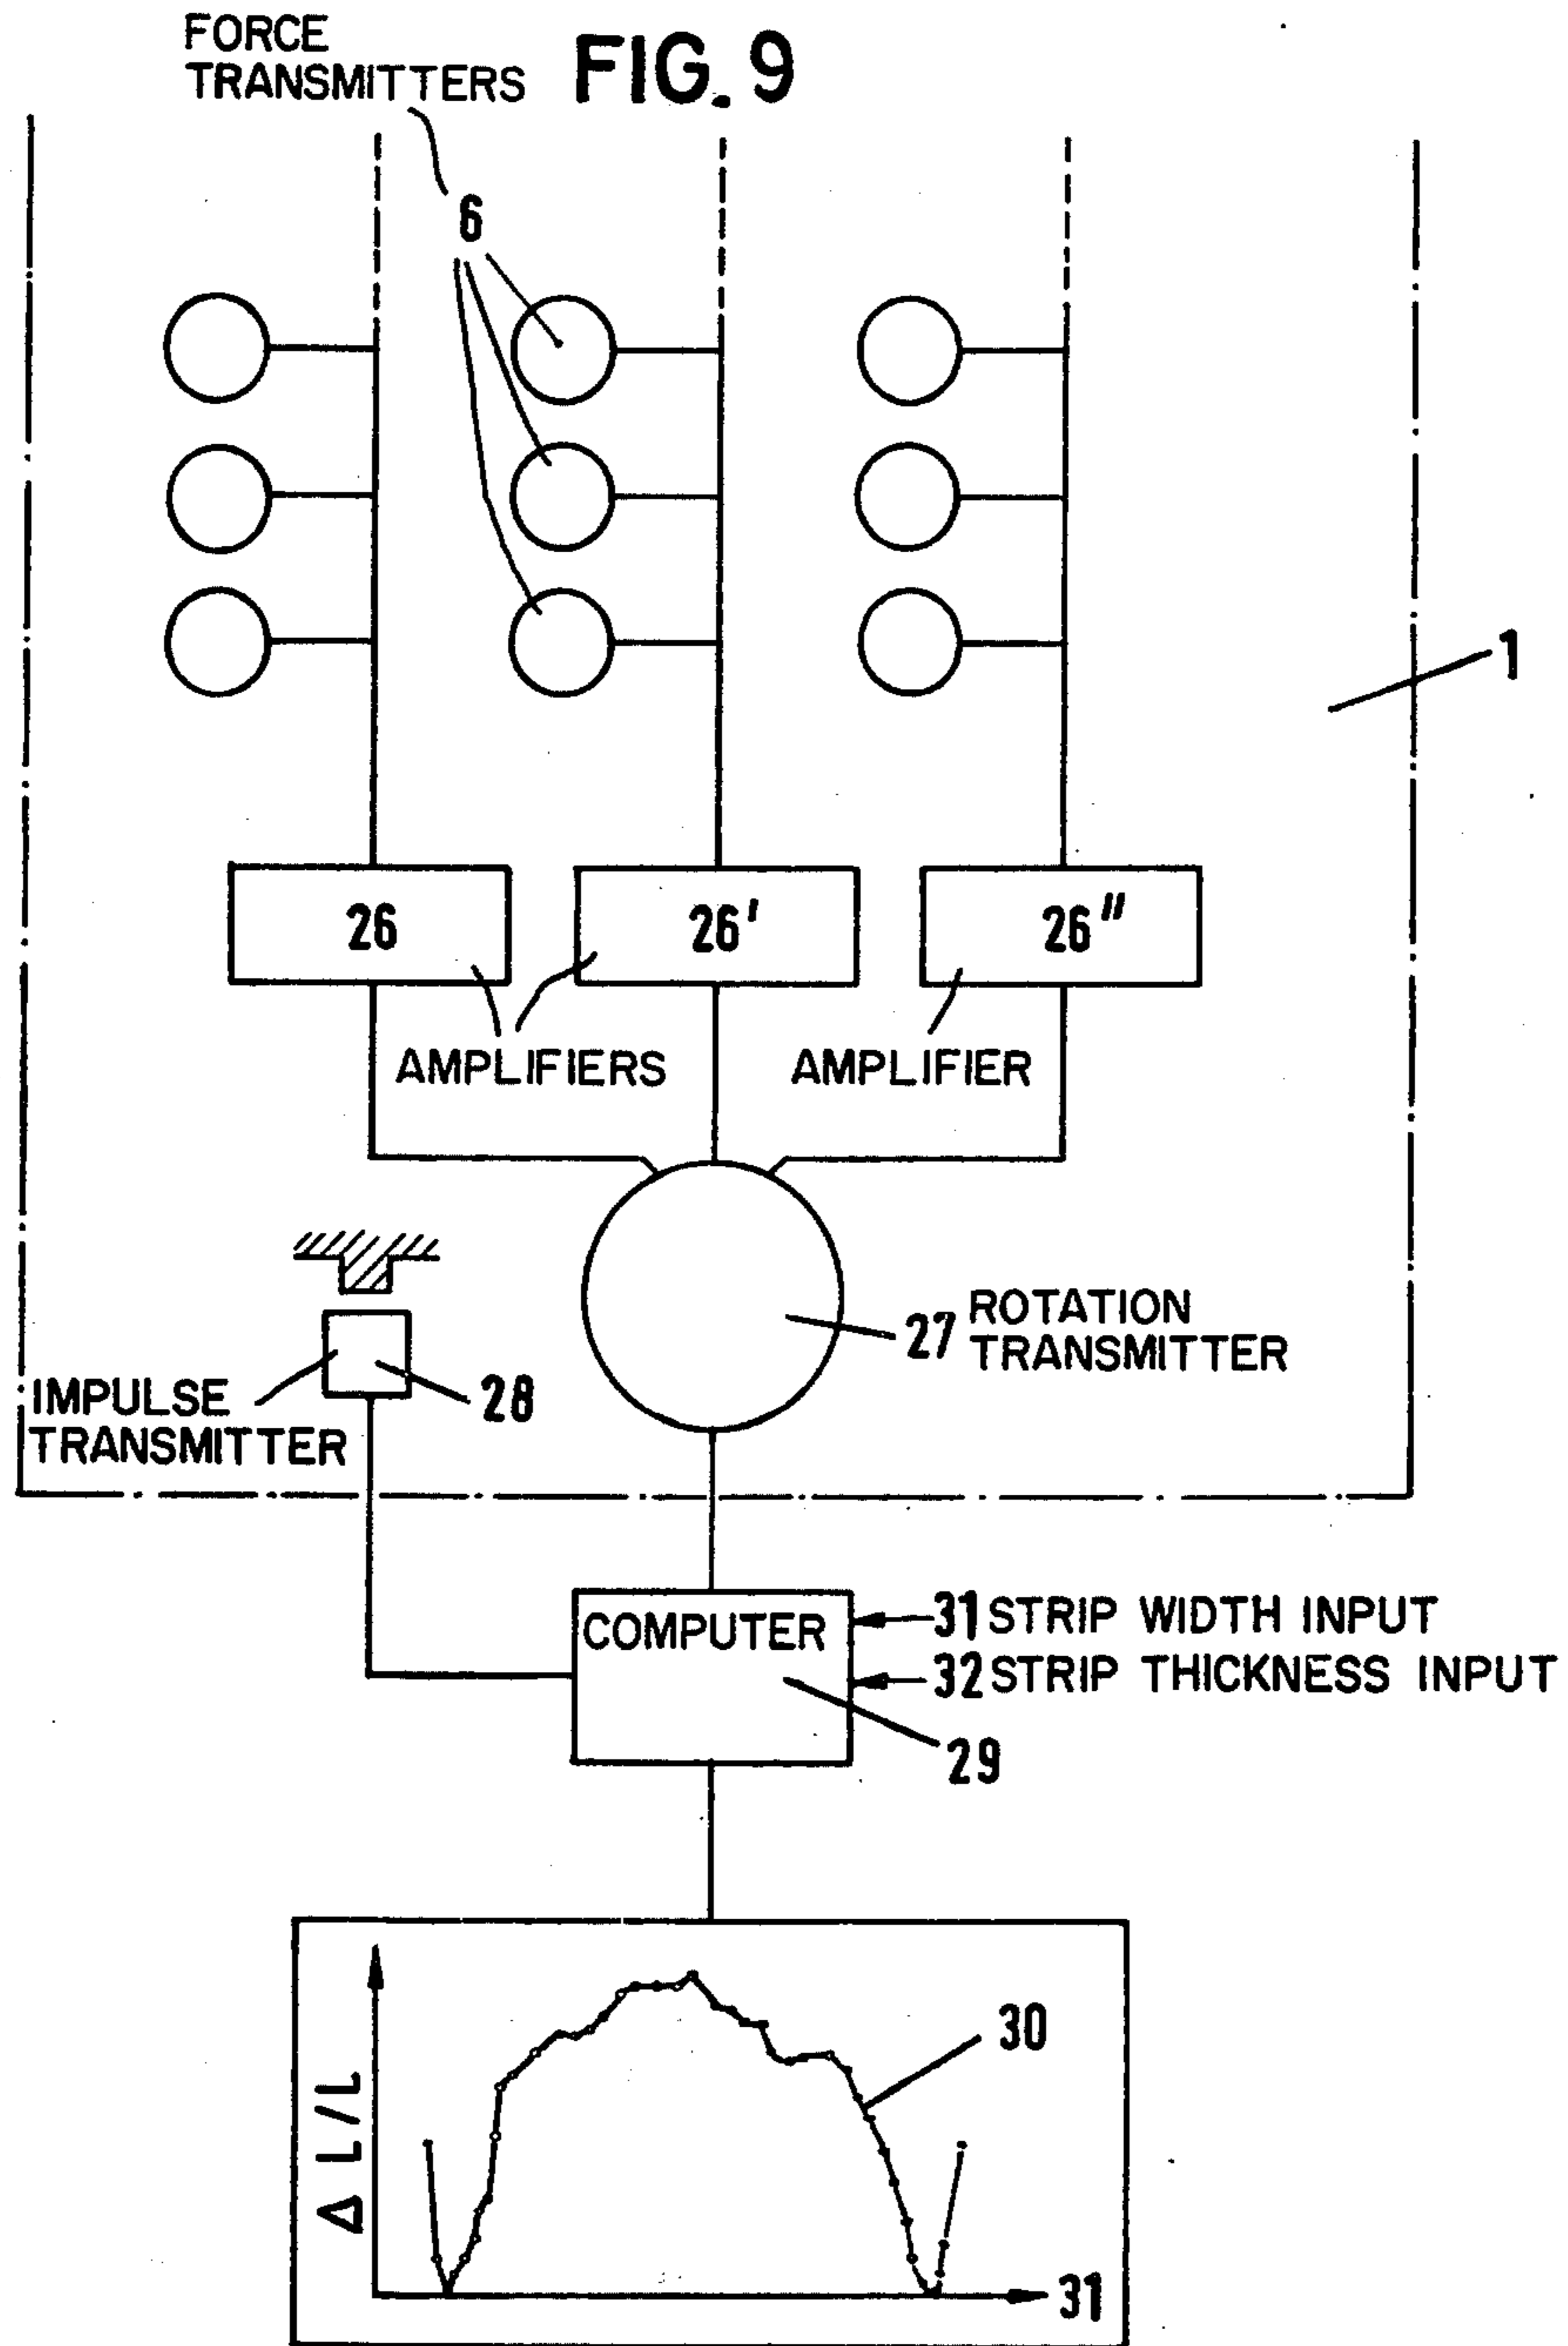 FORCE
TRANSMITTERS
FIG. 9
6
1
26
26'
26"
AMPLIFIERS
AMPLIFIER
27 ROTATION
TRANSMITTER
28
IMPULSE
TRANSMITTER
COMPUTER
31 STRIP WIDTH INPUT
32 STRIP THICKNESS INPUT
29
30
Δ L/L
31